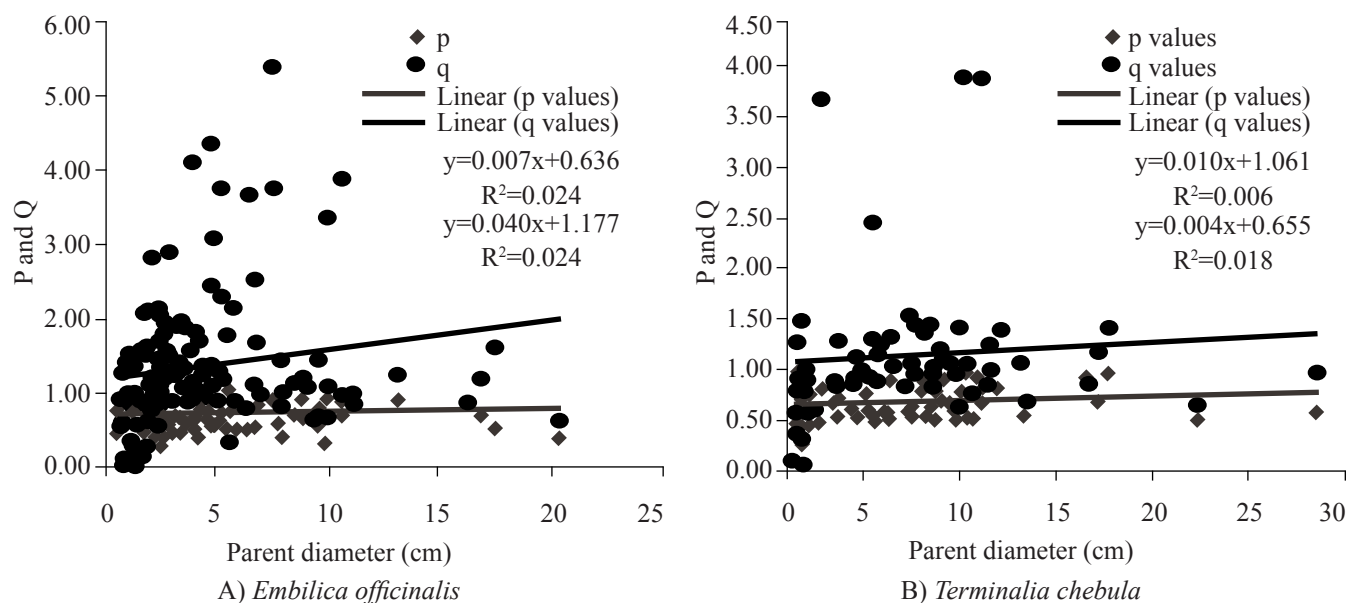 6.00
5.00
4.00
3.00
2.00
1.00
0.00
P and Q
p
q
Linear (p values)
Linear (q values)
y=0.007x+0.636
R²=0.024
y=0.040x+1.177
R²=0.024
0 5 10 15 20 25
Parent diameter (cm)
A) Embilica officinalis
4.50
4.00
3.50
3.00
2.50
2.00
1.50
1.00
0.50
0.00
P and Q
p values
q values
Linear (p values)
Linear (q values)
y=0.010x+1.061
R²=0.006
y=0.004x+0.655
R²=0.018
0 5 10 15 20 25 30
Parent diameter (cm)
B) Terminalia chebula